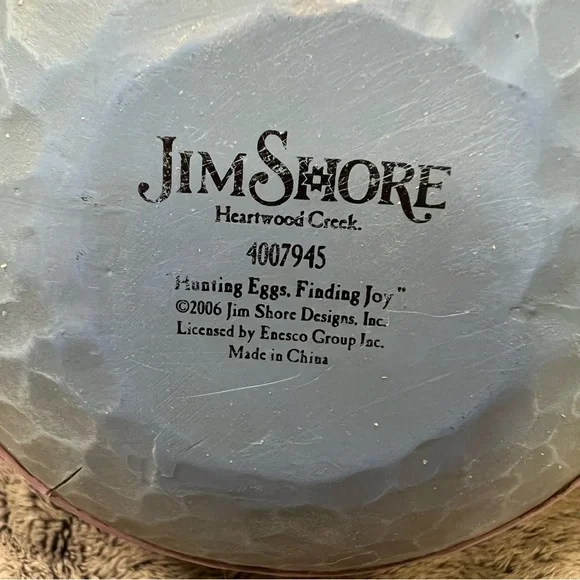 JIM SHORE
Heartwood Creek.
4007945
"Hunting Eggs, Finding Joy"
©2006 Jim Shore Designs, Inc.
Licensed by Enesco Group Inc.
Made in China